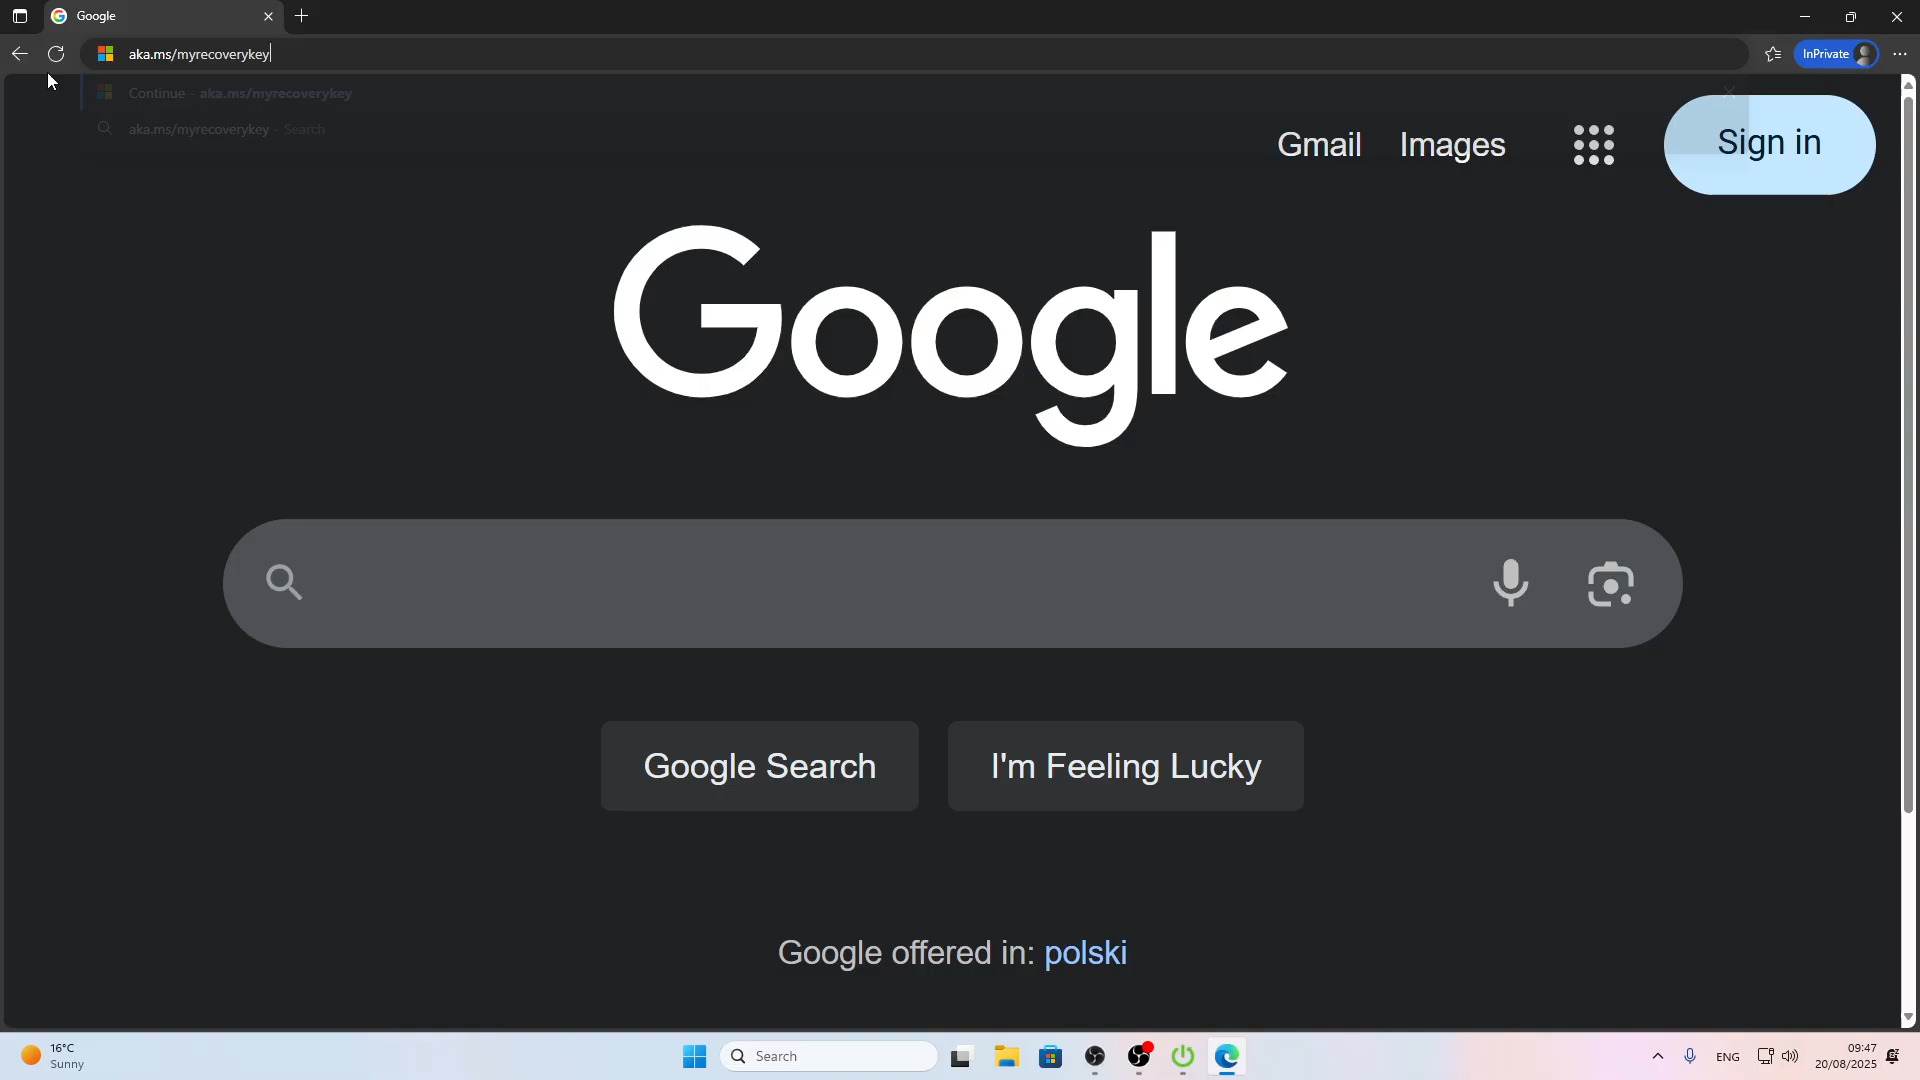 Google
aka.ms/myrecoverykey
InPrivate
Continue - aka.ms/myrecoverykey
aka.ms/myrecoverykey - Search
Gmail Images Sign in
Google
Google Search I'm Feeling Lucky
Google offered in: polski
16°C
Sunny
Search
ENG
09:47
20/08/2025